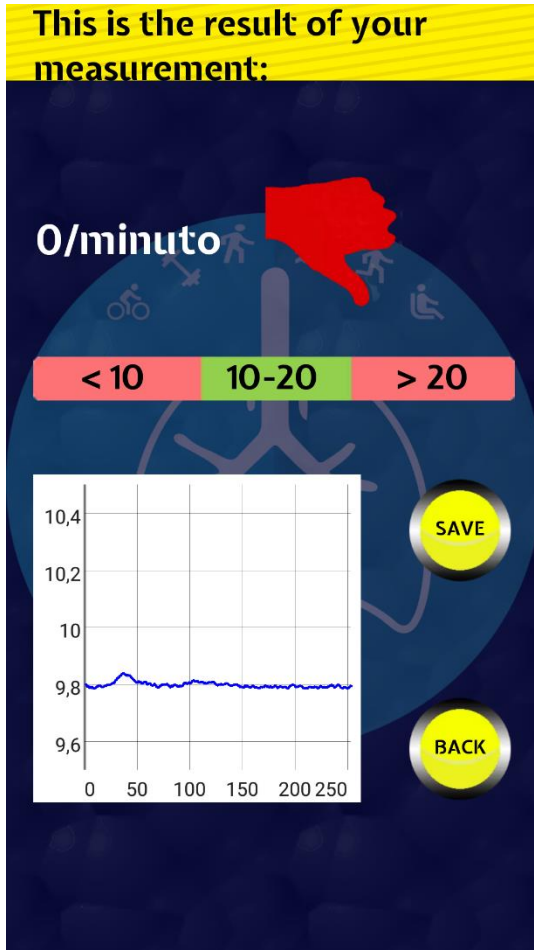 This is the result of your
measurement:
0/minuto
< 10 10-20 > 20
10,4
10,2
10
9,8
9,6
0 50 100 150 200 250
SAVE
BACK